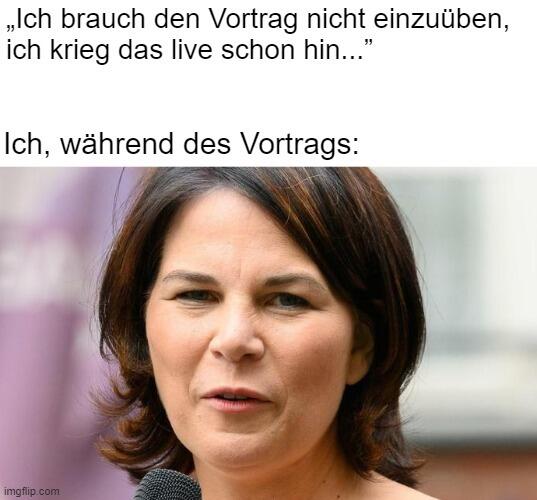 „Ich brauch den Vortrag nicht einzuüben,
ich krieg das live schon hin...”
Ich, während des Vortrags:
imgflip.com